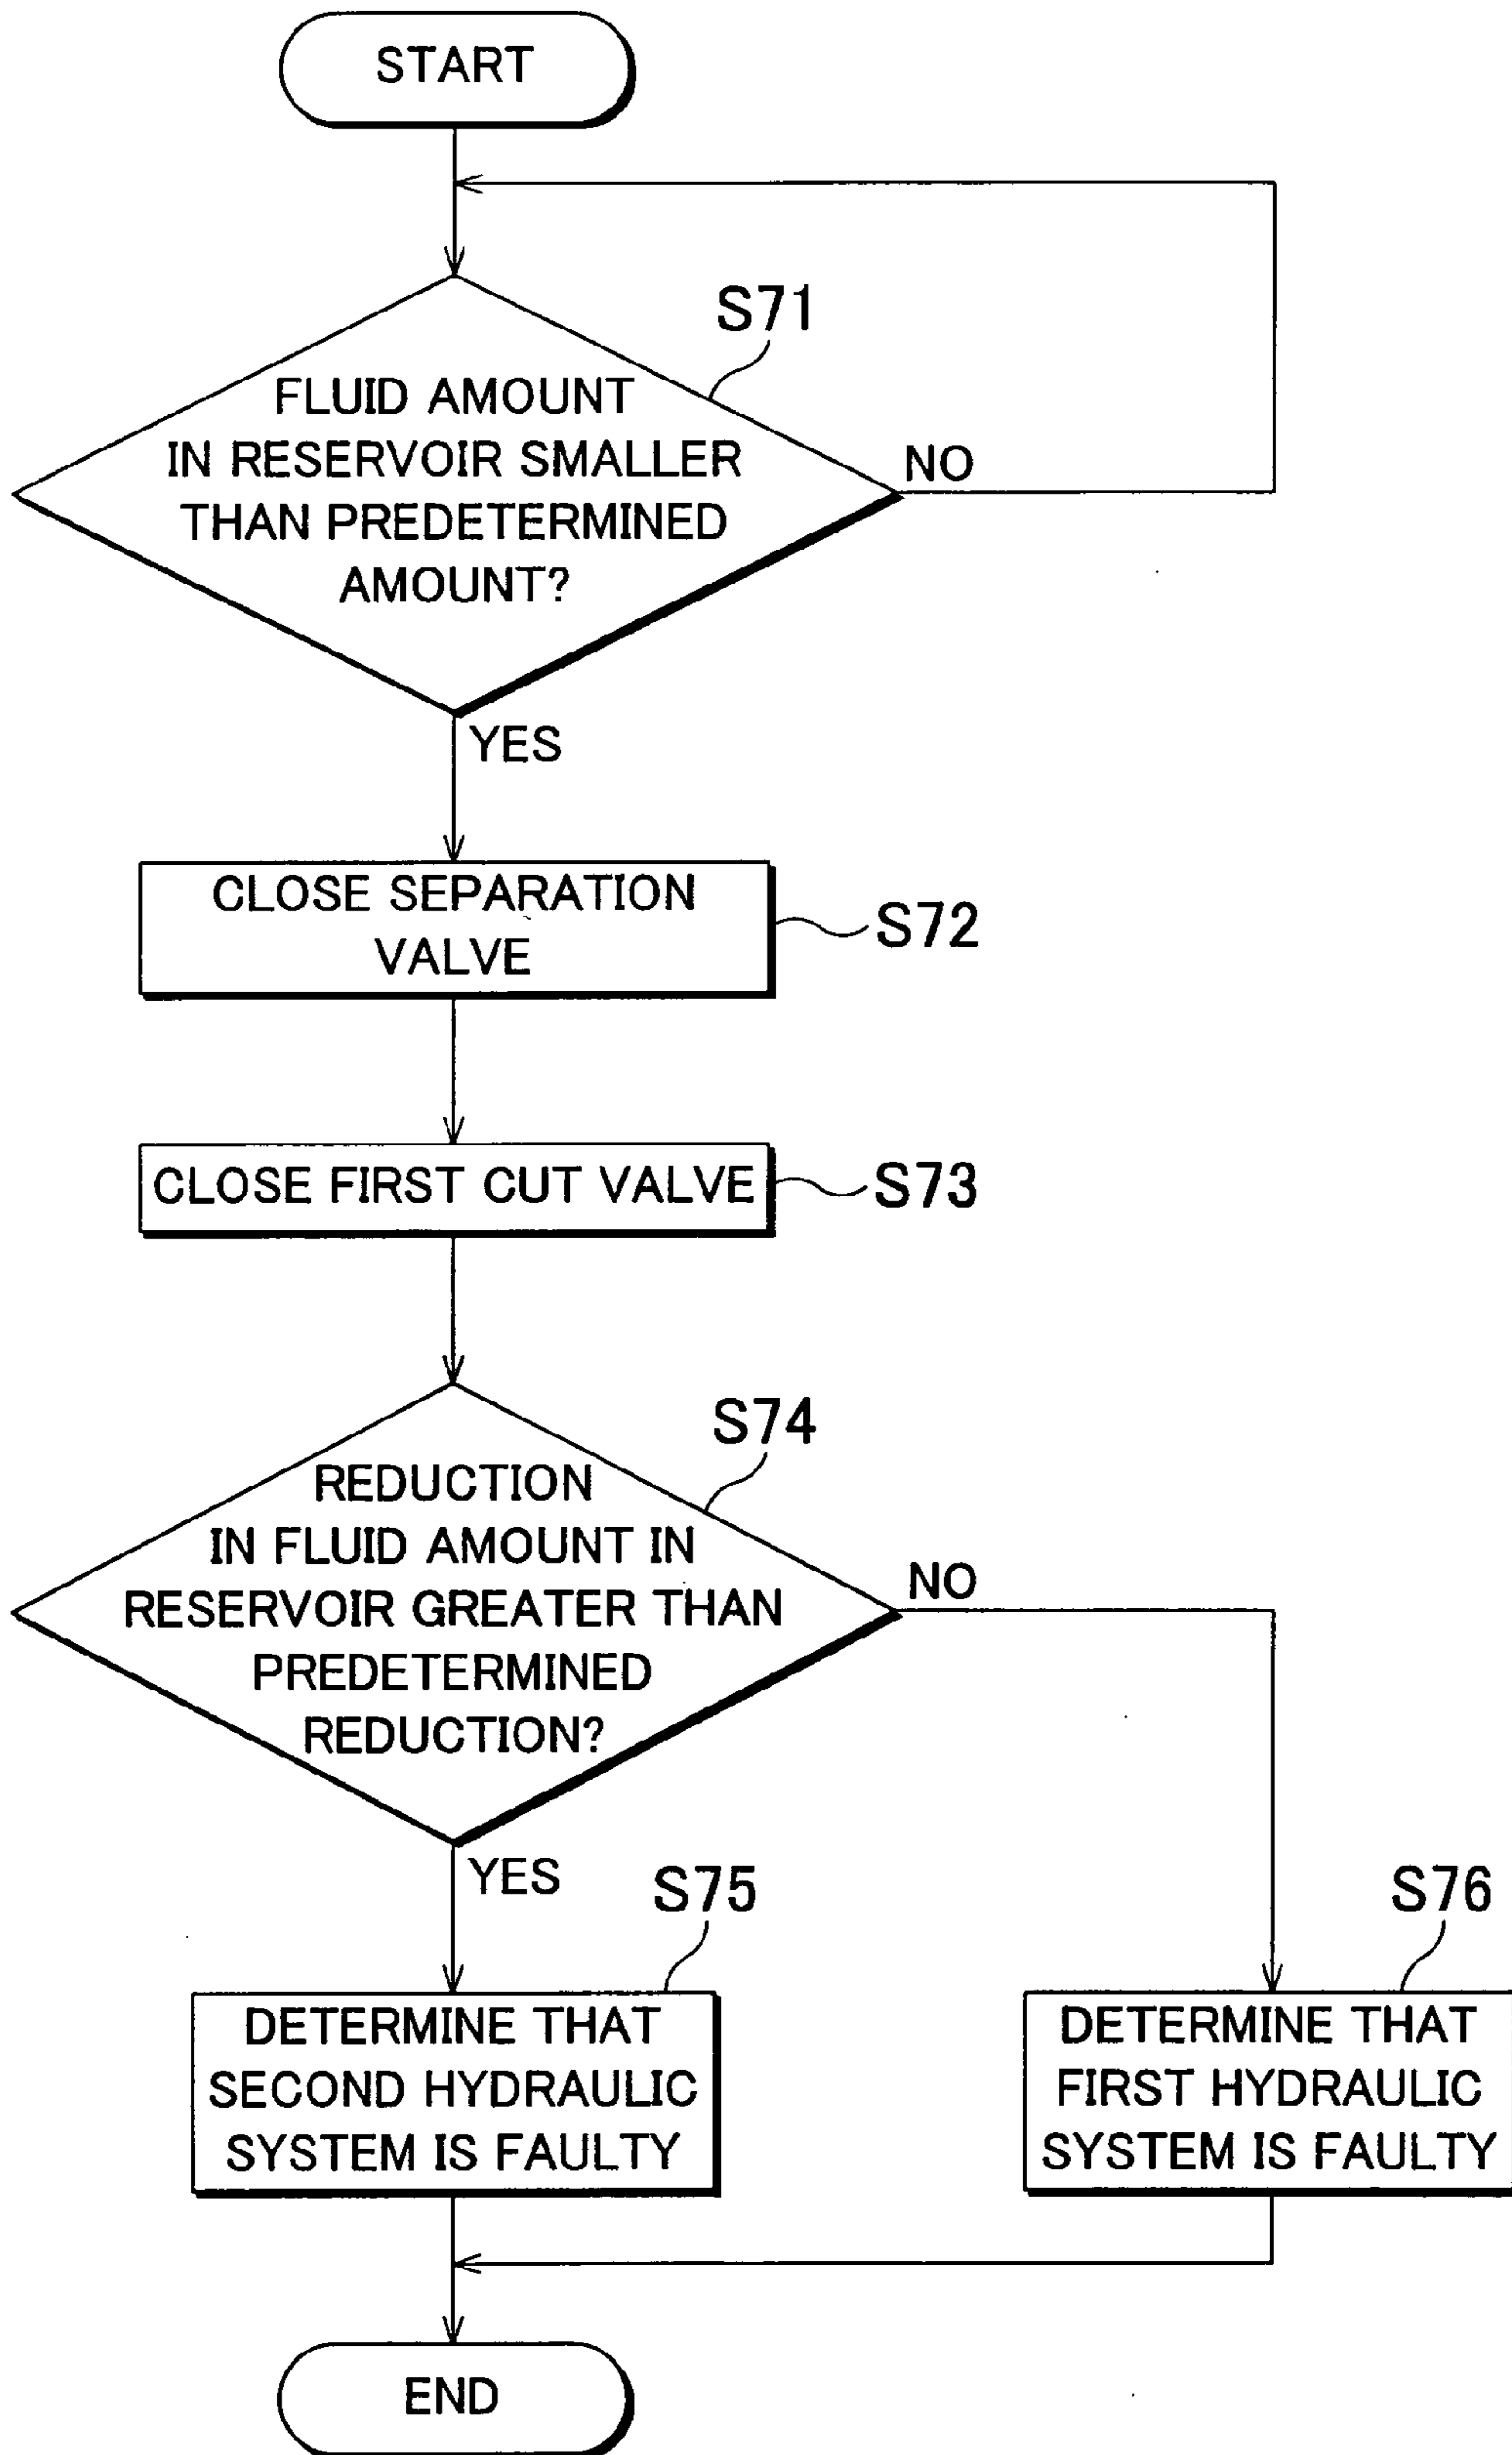 START
S71
FLUID AMOUNT
IN RESERVOIR SMALLER
THAN PREDETERMINED
AMOUNT?
NO
YES
CLOSE SEPARATION
VALVE
S72
CLOSE FIRST CUT VALVE
S73
S74
REDUCTION
IN FLUID AMOUNT IN
RESERVOIR GREATER THAN
PREDETERMINED
REDUCTION?
NO
YES
S75
DETERMINE THAT
SECOND HYDRAULIC
SYSTEM IS FAULTY
S76
DETERMINE THAT
FIRST HYDRAULIC
SYSTEM IS FAULTY
END